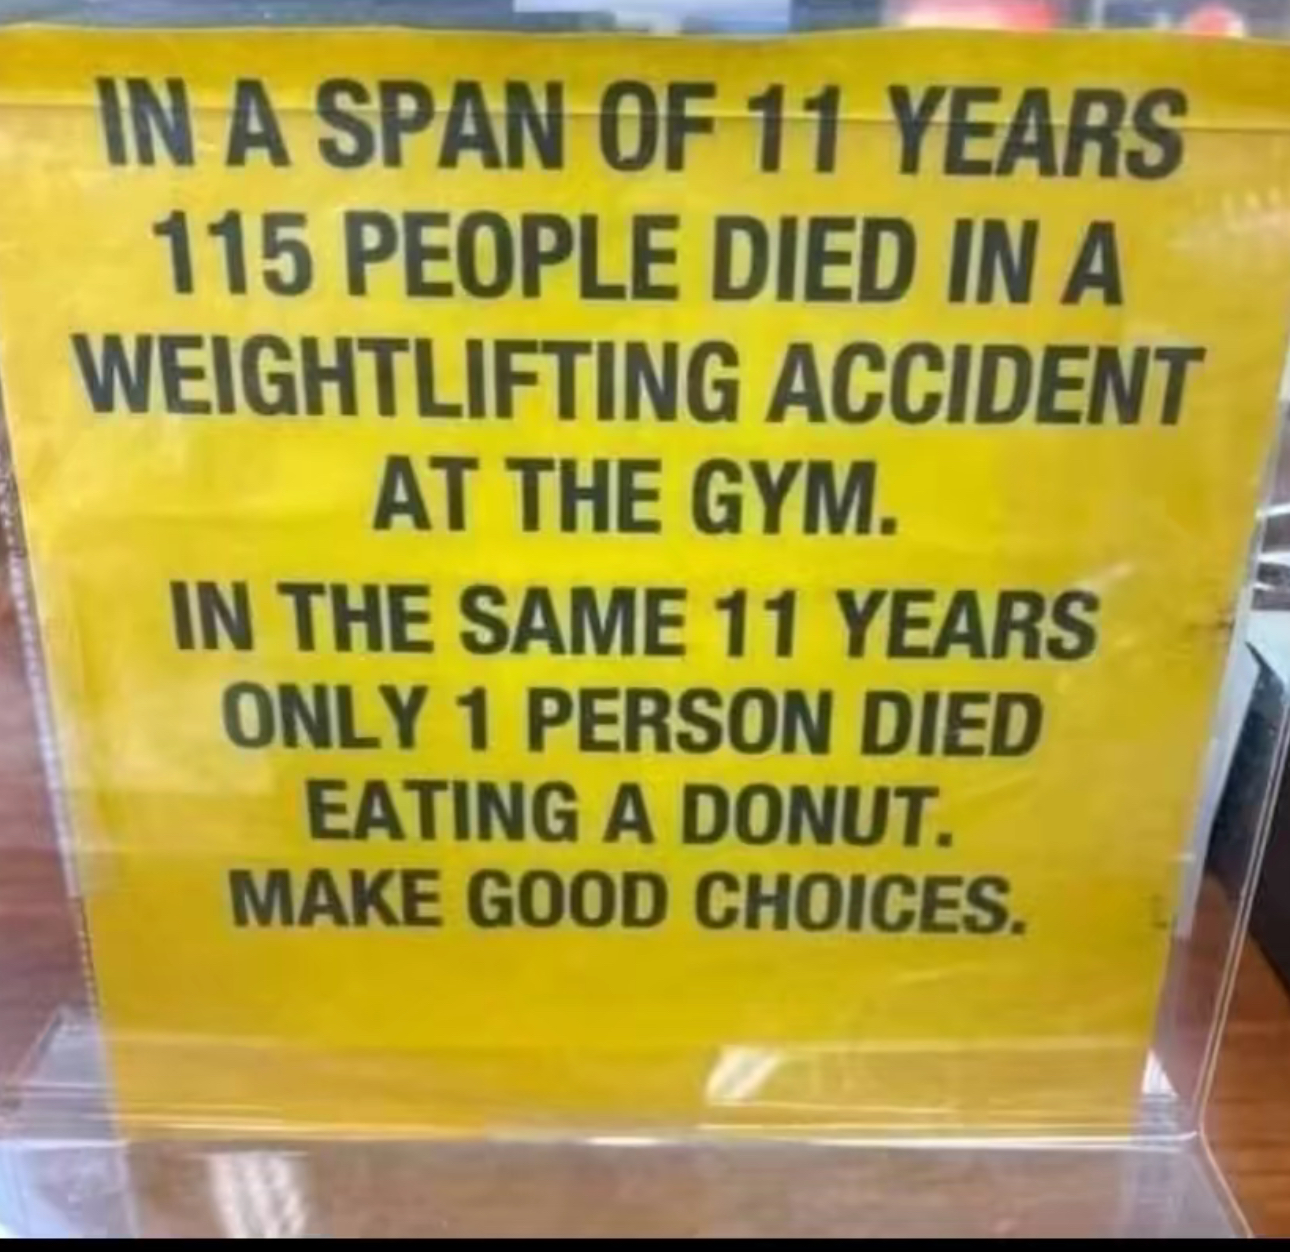 IN A SPAN OF 11 YEARS
115 PEOPLE DIED IN A
WEIGHTLIFTING ACCIDENT
AT THE GYM.
IN THE SAME 11 YEARS
ONLY 1 PERSON DIED
EATING A DONUT.
MAKE GOOD CHOICES.